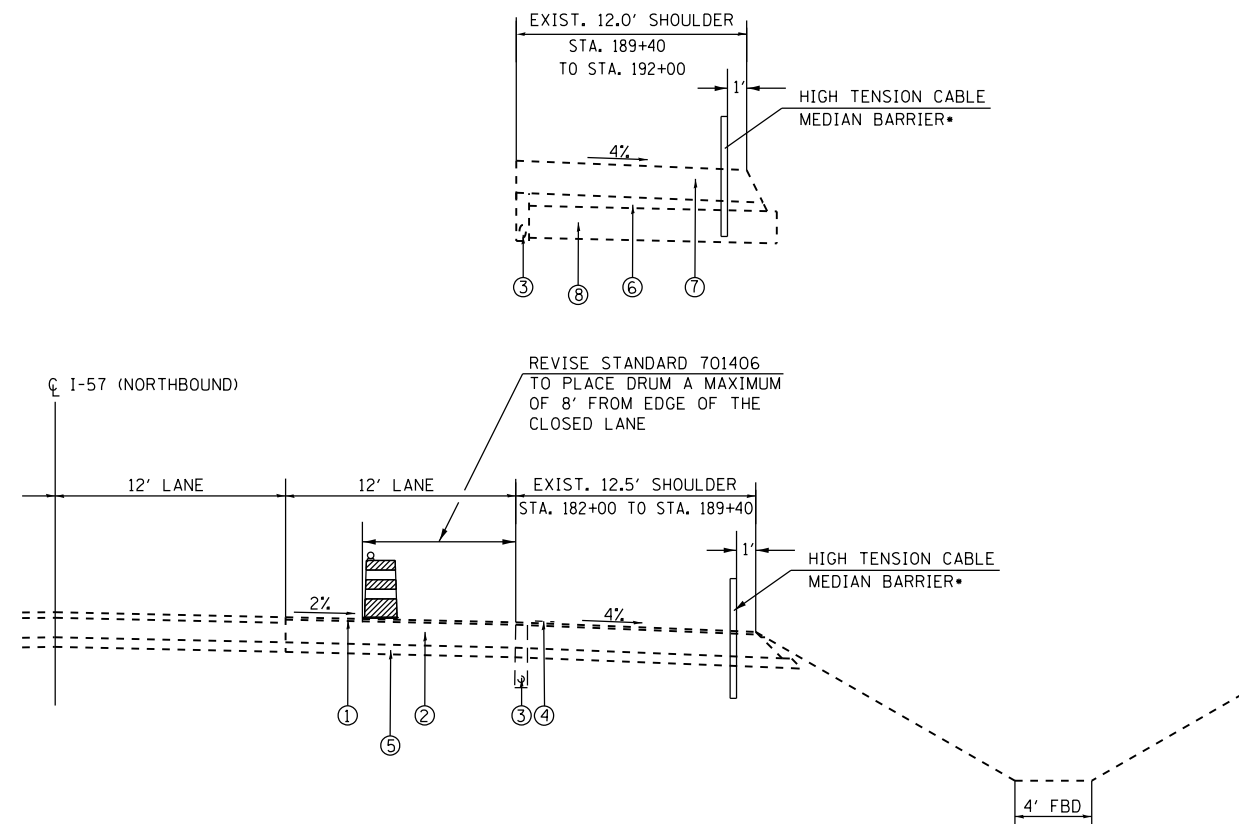 EXIST. 12.0' SHOULDER
STA. 189+40
TO STA. 192+00
1'
HIGH TENSION CABLE
MEDIAN BARRIER*
4%
3
8
6
7
REVISE STANDARD 701406
TO PLACE DRUM A MAXIMUM
OF 8' FROM EDGE OF THE
CLOSED LANE
℄ I-57 (NORTHBOUND)
12' LANE
12' LANE
EXIST. 12.5' SHOULDER
STA. 182+00 TO STA. 189+40
1'
HIGH TENSION CABLE
MEDIAN BARRIER*
2%
4%
1
2
3
4
5
4' FBD